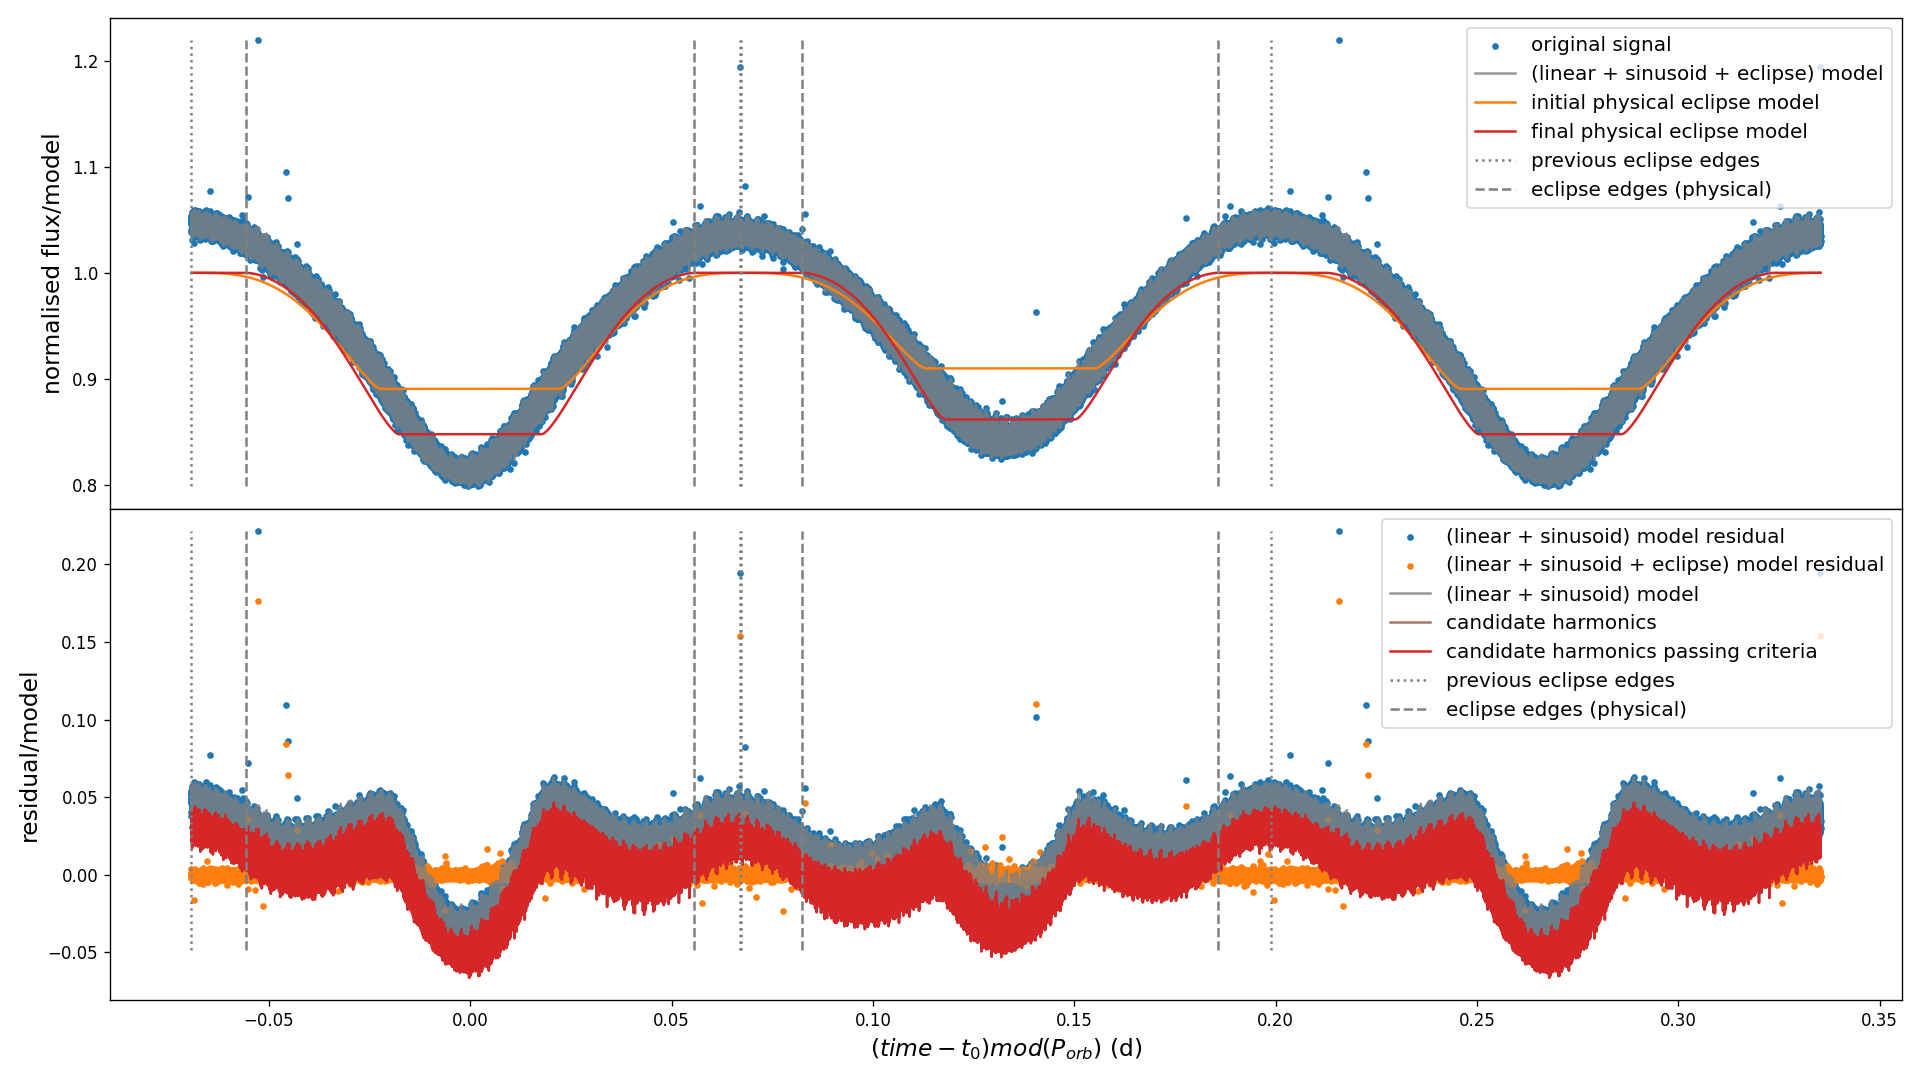 normalised flux/model
1.2
1.1
1.0
0.9
0.8
original signal
(linear + sinusoid + eclipse) model
initial physical eclipse model
final physical eclipse model
previous eclipse edges
eclipse edges (physical)
residual/model
0.20
0.15
0.10
0.05
0.00
−0.05
(linear + sinusoid) model residual
(linear + sinusoid + eclipse) model residual
(linear + sinusoid) model
candidate harmonics
candidate harmonics passing criteria
previous eclipse edges
eclipse edges (physical)
−0.05 0.00 0.05 0.10 0.15 0.20 0.25 0.30 0.35
(time − t₀)mod(P_orb) (d)